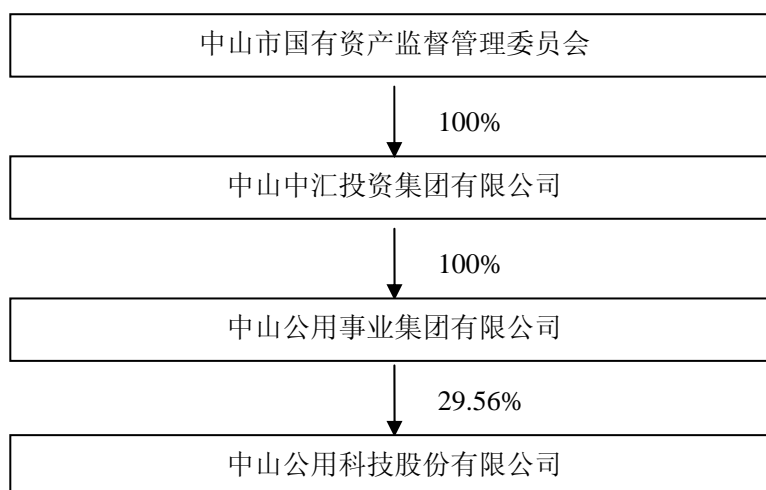 中山市国有资产监督管理委员会
100%
中山中汇投资集团有限公司
100%
中山公用事业集团有限公司
29.56%
中山公用科技股份有限公司